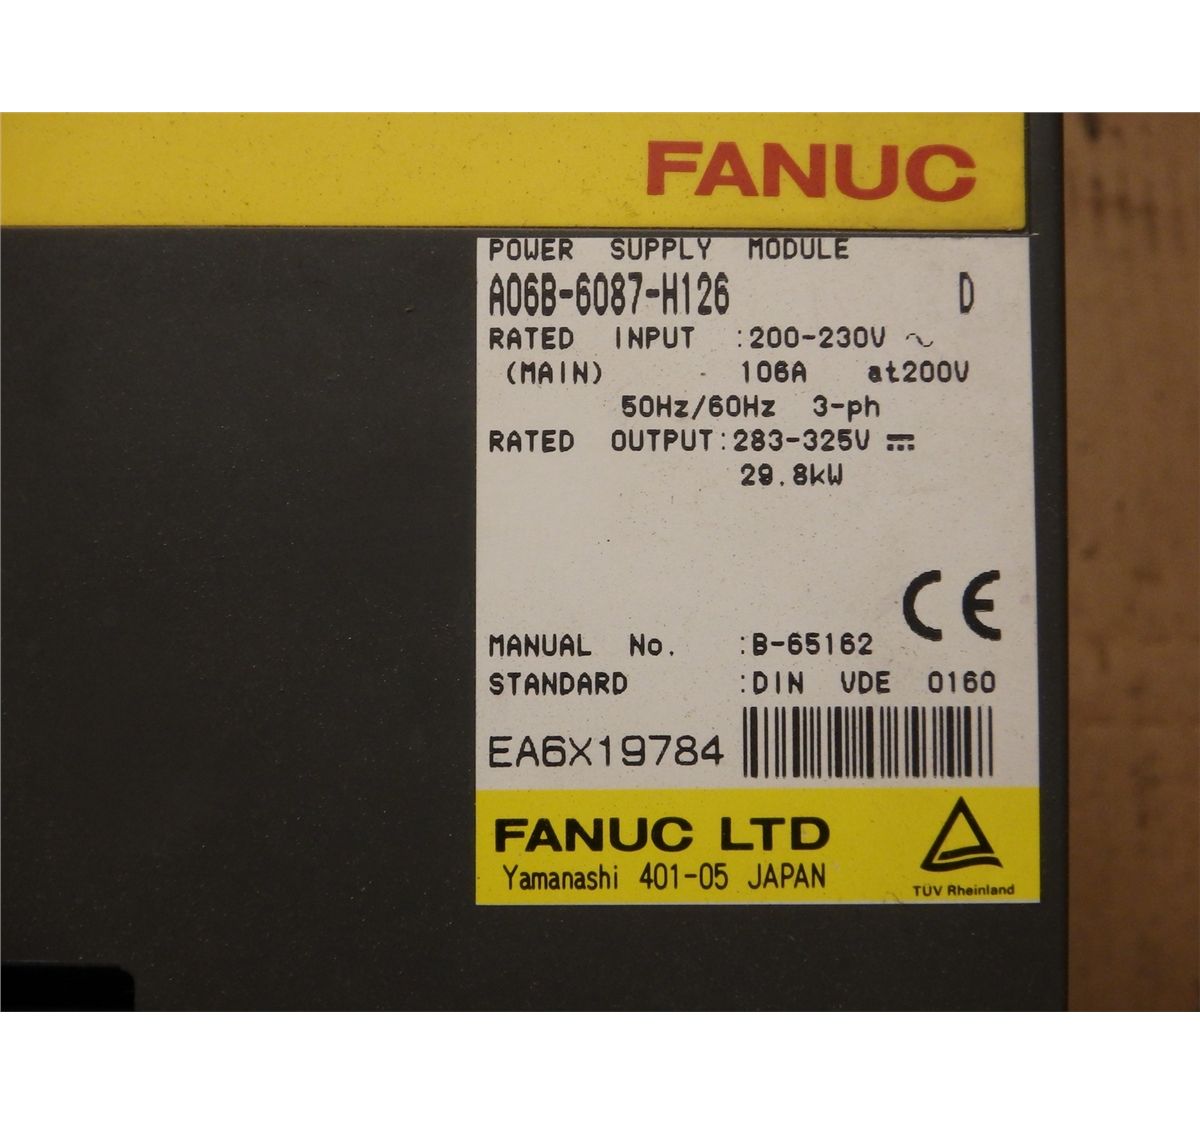 FANUC
POWER SUPPLY MODULE
A06B-6087-H126 D
RATED INPUT :200-230V ~
(MAIN) 106A at200V
50Hz/60Hz 3-ph
RATED OUTPUT:283-325V ⎓
29.8kW
CE
MANUAL No. :B-65162
STANDARD :DIN VDE 0160
EA6X19784
FANUC LTD
Yamanashi 401-05 JAPAN
TÜV Rheinland